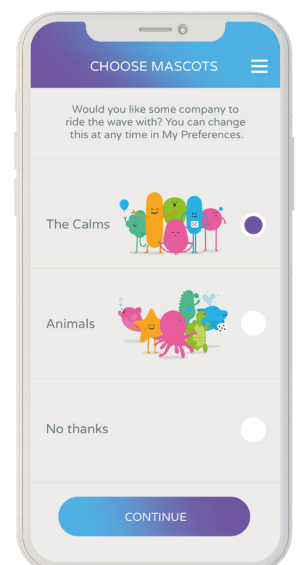 CHOOSE MASCOTS
Would you like some company to
ride the wave with? You can change
this at any time in My Preferences.
The Calms
Animals
No thanks
CONTINUE